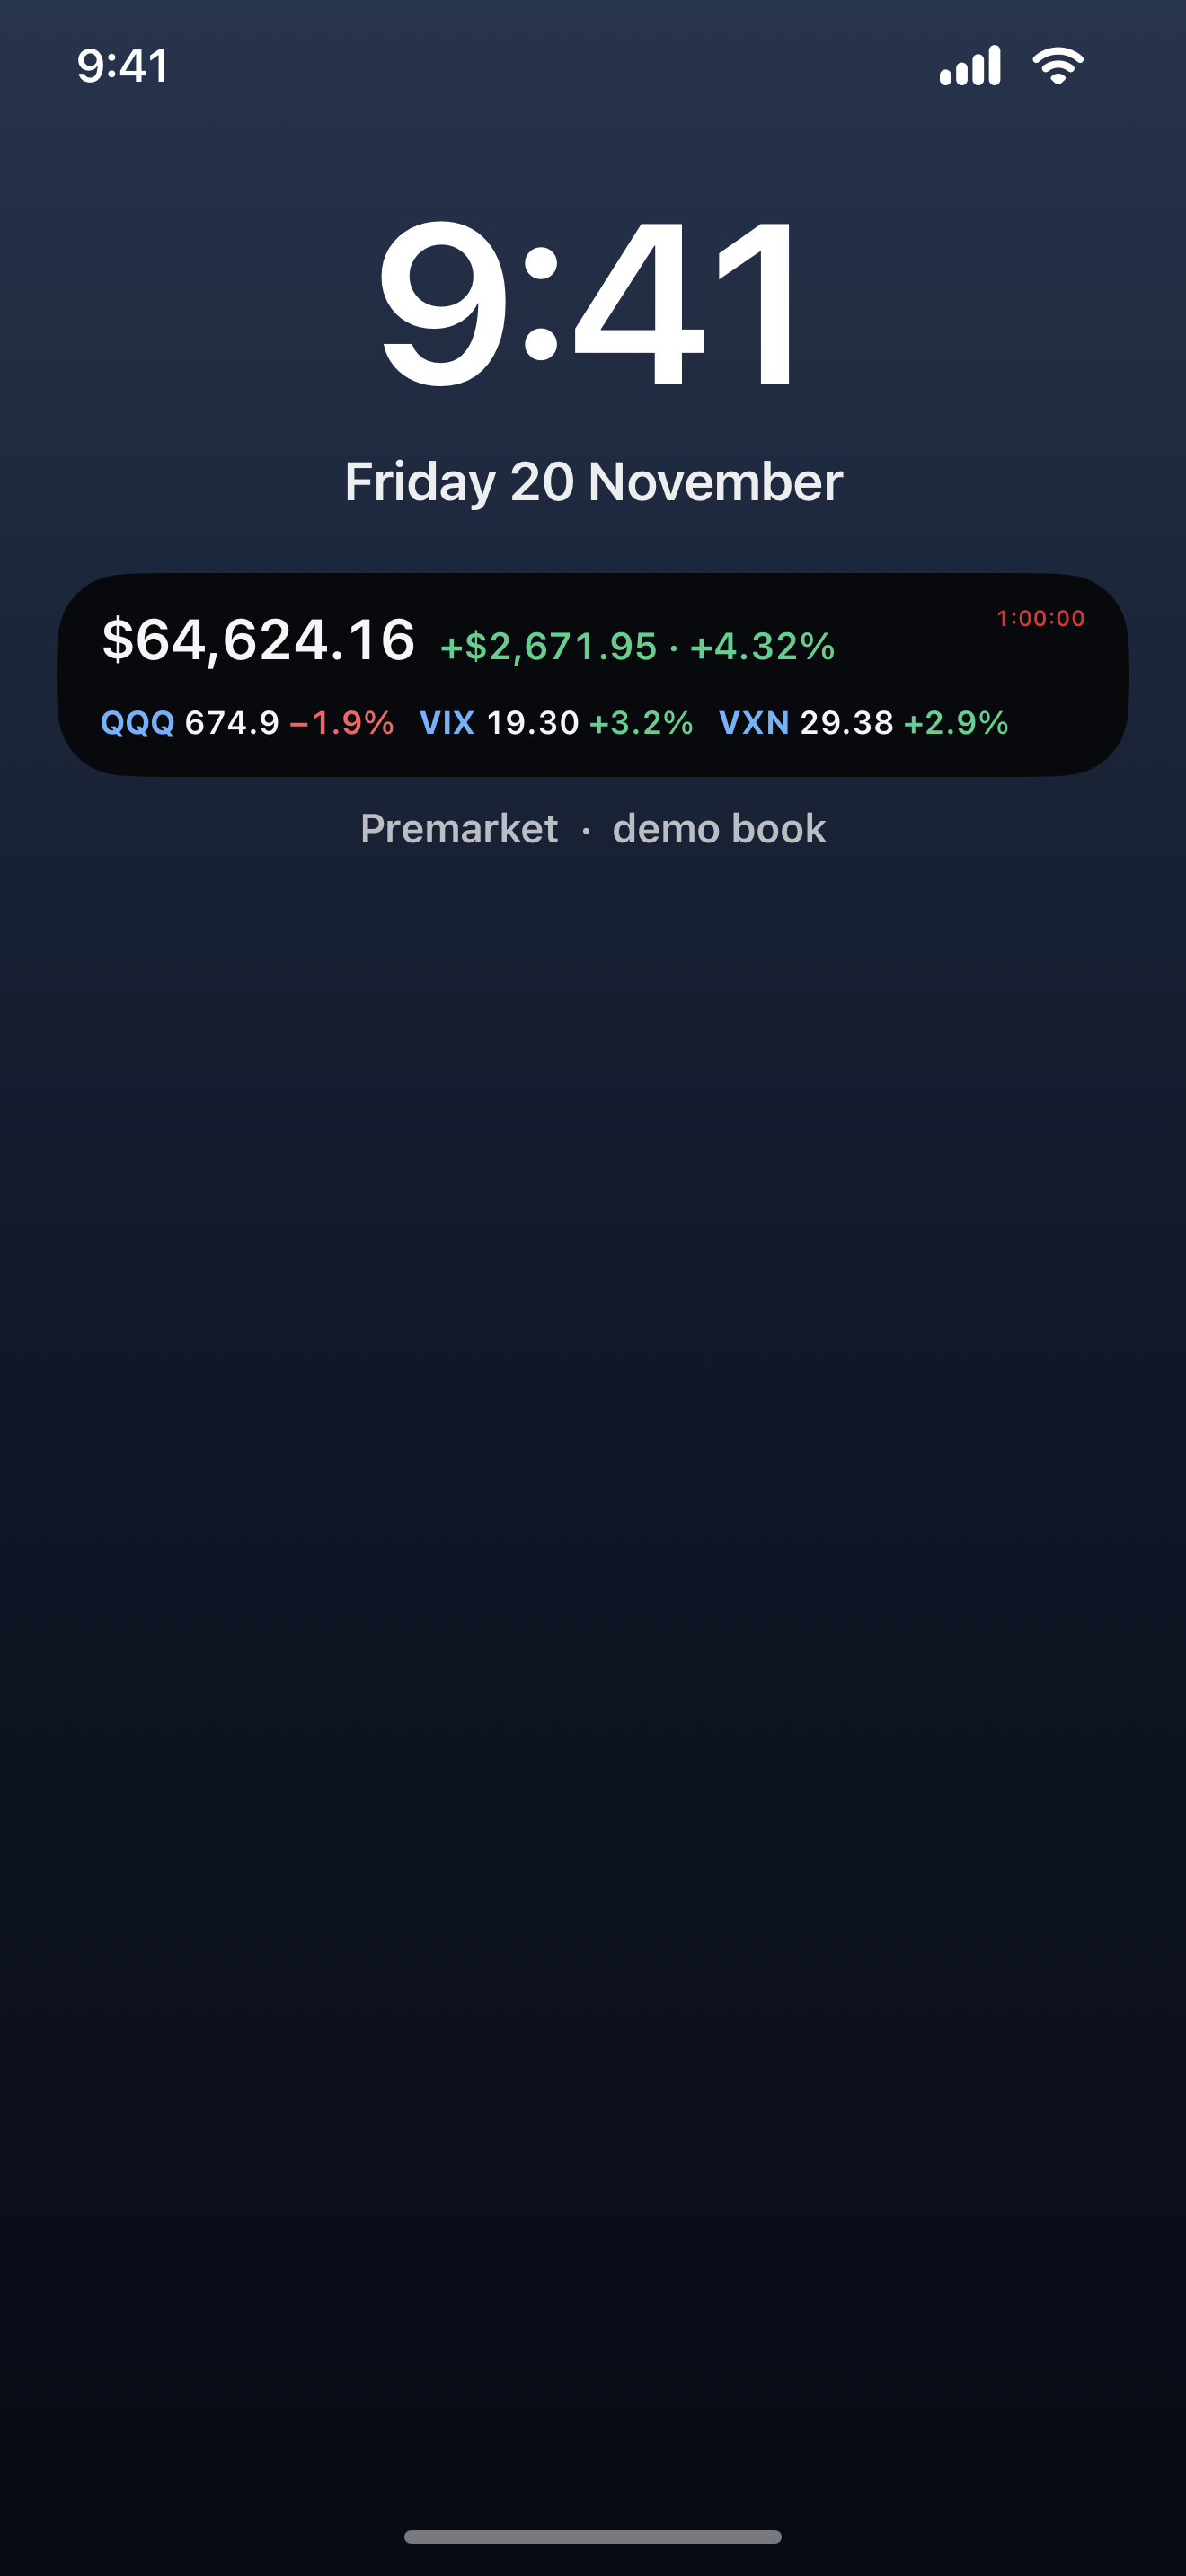 9:41
9:41
Friday 20 November
$64,624.16 +$2,671.95 · +4.32% 1:00:00
QQQ 674.9 −1.9% VIX 19.30 +3.2% VXN 29.38 +2.9%
Premarket · demo book